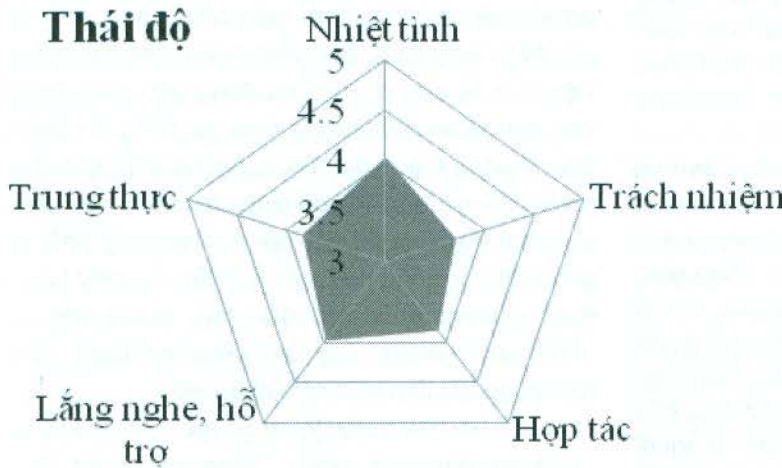 Thái độ
Nhiệt tình
5
4.5
4
3.5
3
Trung thực
Trách nhiệm
Lắng nghe, hỗ
trợ
Hợp tác